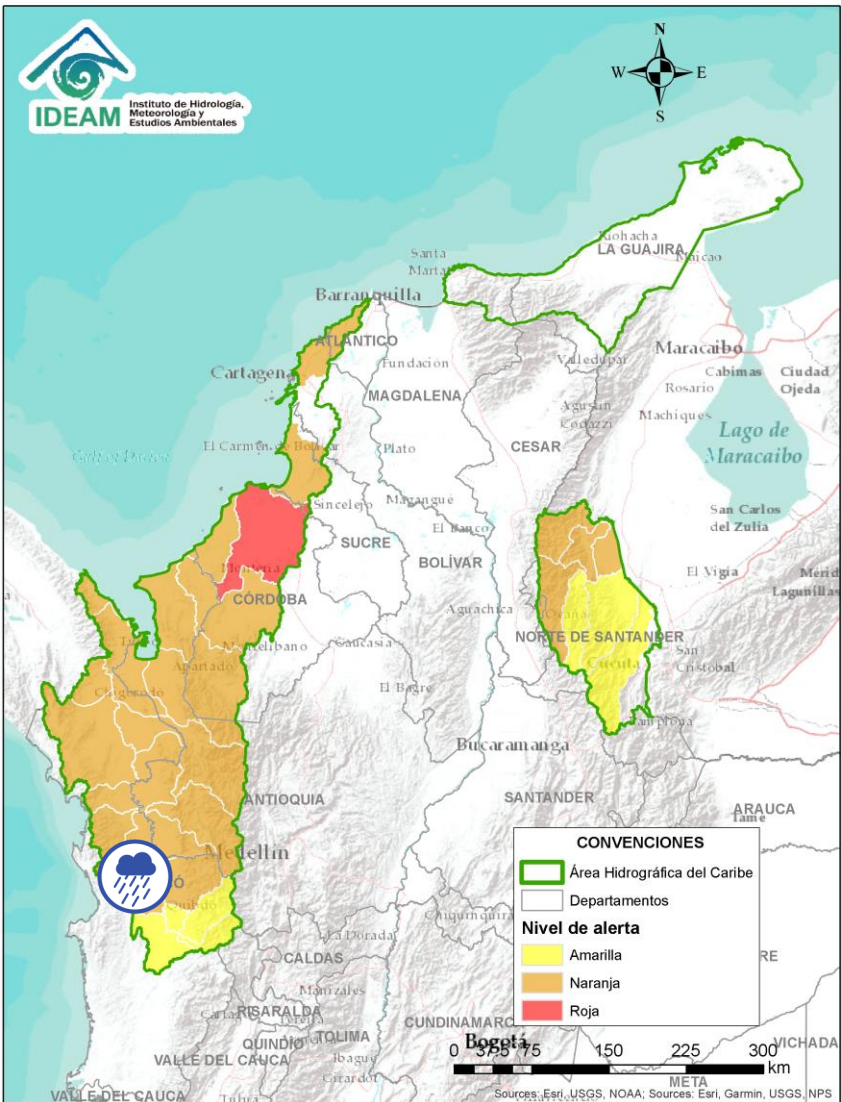 N
W
E
S
IDEAM
Instituto de Hidrología,
Meteorología y
Estudios Ambientales
Riohacha
LA GUAJIRA
Maicao
Santa
Marta
Barranquilla
ATLÁNTICO
Maracaibo
Cartagena
Fundación
Valledupar
Cabimas
Ciudad
Ojeda
Rosario
MAGDALENA
Machiques
Agustín
Codazzi
El Carmen de Bolívar
Plato
CESAR
Lago de
Maracaibo
Sincelejo
Magangué
San Carlos
del Zulia
El Banco
SUCRE
BOLÍVAR
Montería
El Vigía
CÓRDOBA
Aguachica
Ocaña
Lagunillas
Montelíbano
Caucasia
NORTE DE SANTANDER
San
Cristóbal
Apartadó
Cúcuta
Chigorodó
El Bagre
Pamplona
Bucaramanga
ANTIOQUIA
SANTANDER
ARAUCA
Tame
Medellín
Quibdó
Chiquinquirá
La Dorada
CALDAS
Manizales
RISARALDA
Pereira
CUNDINAMARC
QUINDÍO
TOLIMA
Bogotá
VICHADA
VALLE DEL CAUCA
Ibagué
Girardot
META
VALLE DEL CAUCA
CONVENCIONES
Área Hidrográfica del Caribe
Departamentos
Nivel de alerta
Amarilla
Naranja
Roja
0 37,5 75 150 225 300
km
Sources: Esri, USGS, NOAA; Sources: Esri, Garmin, USGS, NPS